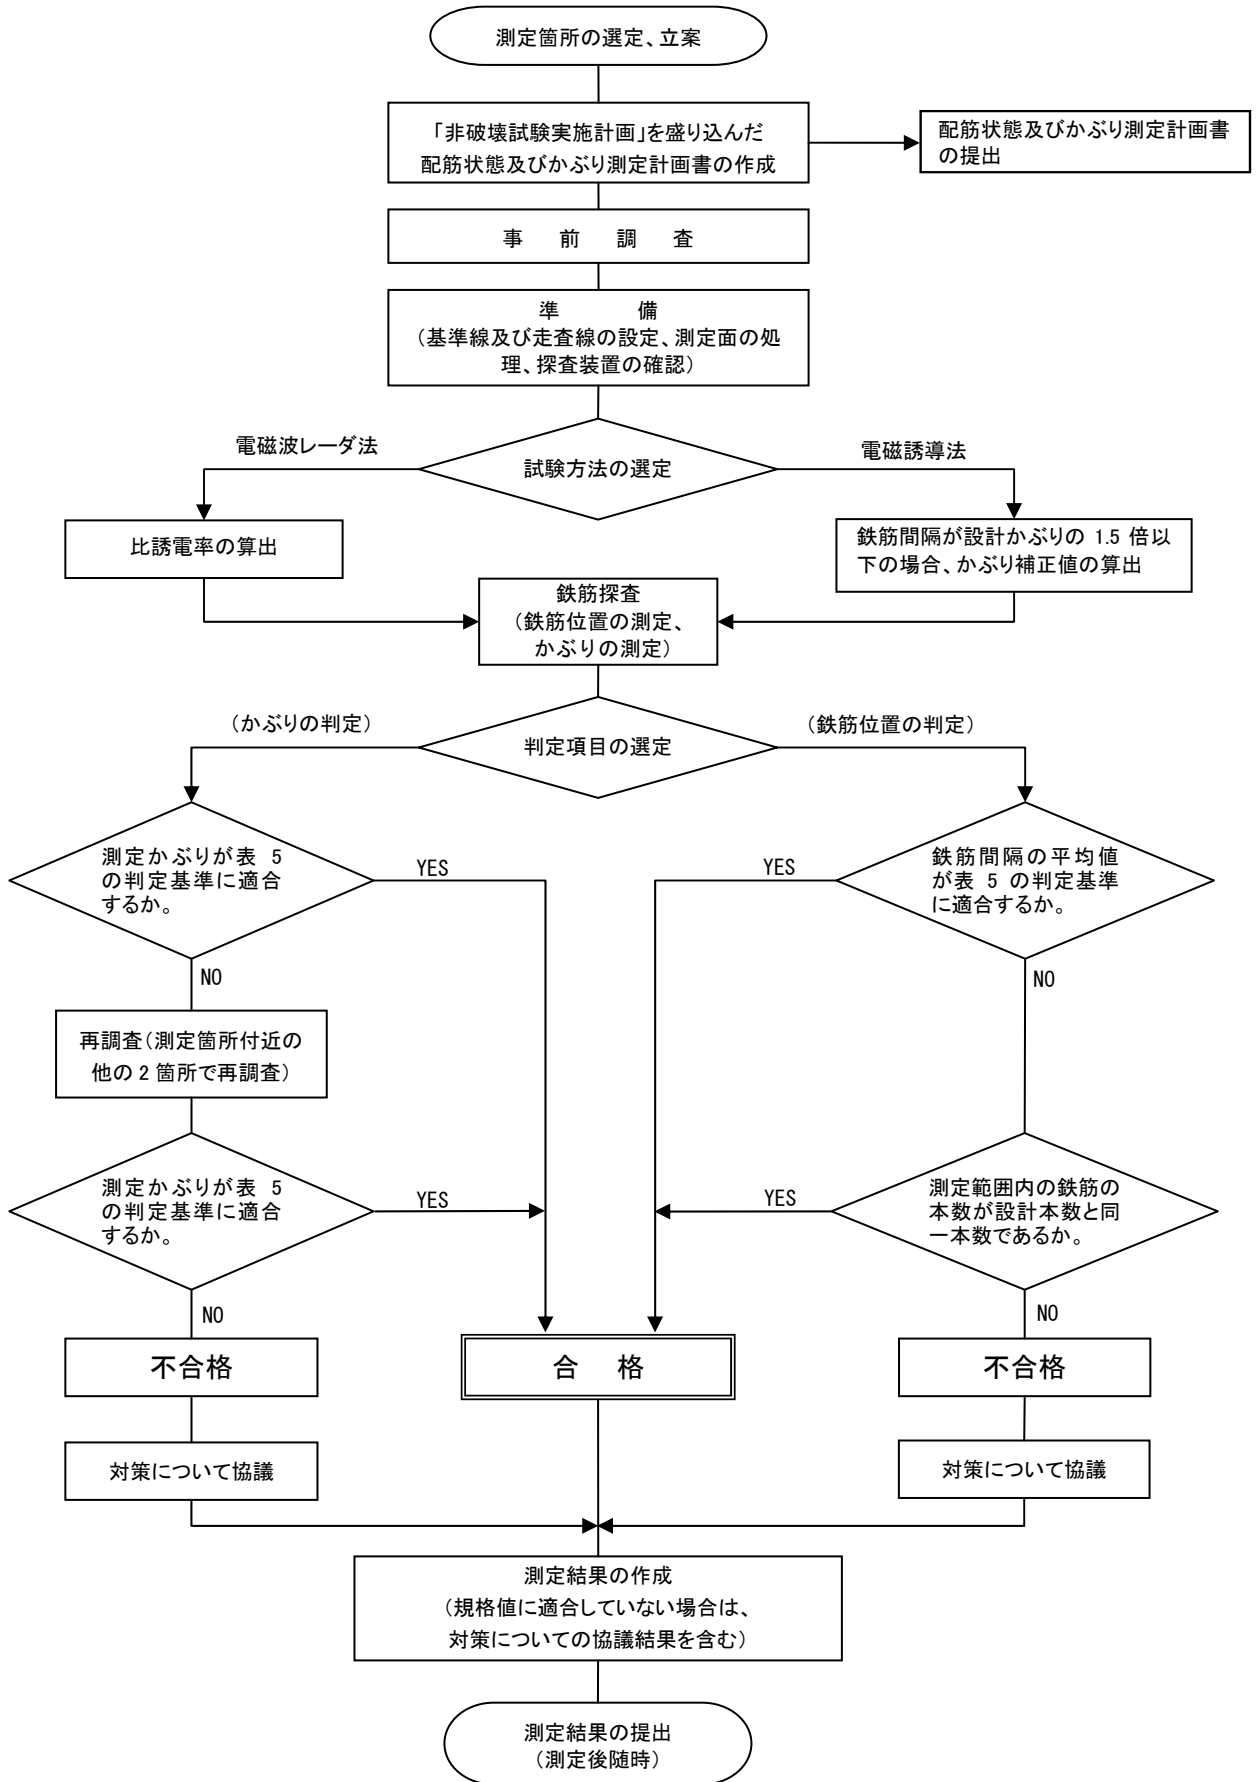 測定箇所の選定、立案
「非破壊試験実施計画」を盛り込んだ
配筋状態及びかぶり測定計画書の作成
配筋状態及びかぶり測定計画書
の提出
事 前 調 査
準 備
（基準線及び走査線の設定、測定面の処
理、探査装置の確認）
電磁波レーダ法
試験方法の選定
電磁誘導法
比誘電率の算出
鉄筋間隔が設計かぶりの 1.5 倍以
下の場合、かぶり補正値の算出
鉄筋探査
（鉄筋位置の測定、
かぶりの測定）
（かぶりの判定）
判定項目の選定
（鉄筋位置の判定）
測定かぶりが表 5
の判定基準に適合
するか。
YES
YES
鉄筋間隔の平均値
が表 5 の判定基準
に適合するか。
NO
NO
再調査（測定箇所付近の
他の 2 箇所で再調査）
測定かぶりが表 5
の判定基準に適合
するか。
YES
YES
測定範囲内の鉄筋の
本数が設計本数と同
一本数であるか。
NO
NO
不合格
合 格
不合格
対策について協議
対策について協議
測定結果の作成
（規格値に適合していない場合は、
対策についての協議結果を含む）
測定結果の提出
（測定後随時）